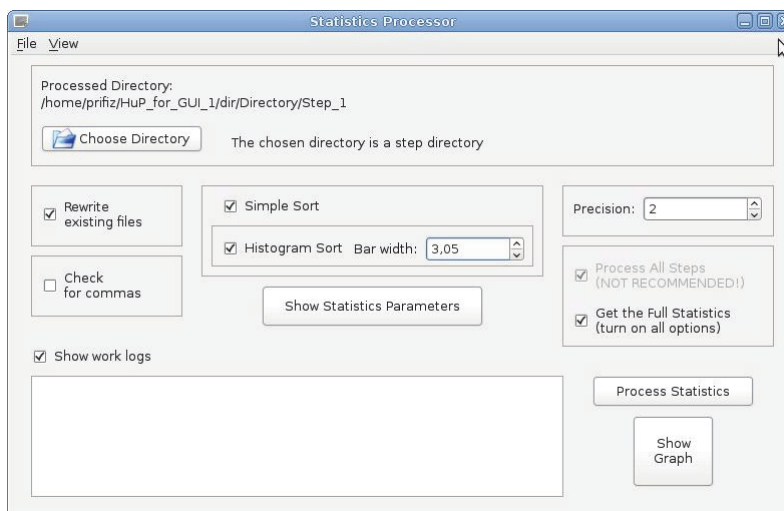 Statistics Processor
File View
Processed Directory:
/home/prifiz/HuP_for_GUI_1/dir/Directory/Step_1
Choose Directory
The chosen directory is a step directory
Rewrite
existing files
Check
for commas
Simple Sort
Histogram Sort Bar width: 3,05
Show Statistics Parameters
Precision: 2
Process All Steps
(NOT RECOMMENDED!)
Get the Full Statistics
(turn on all options)
Show work logs
Process Statistics
Show
Graph